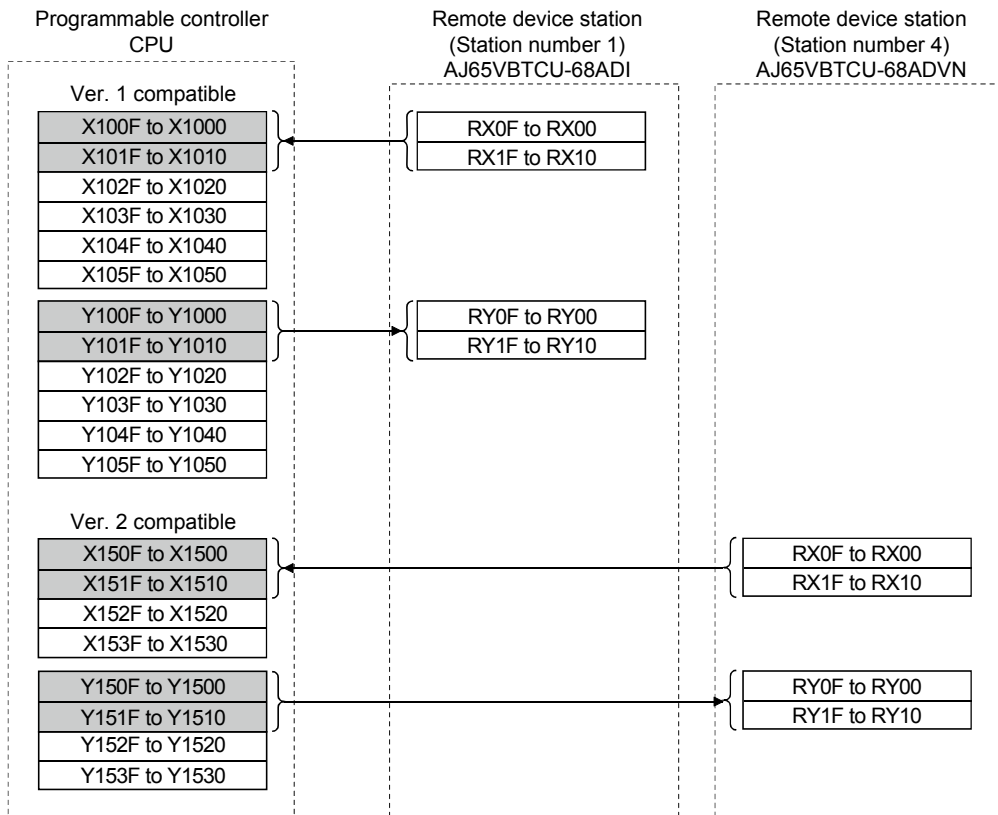 Programmable controller
CPU
Remote device station
(Station number 1)
AJ65VBTCU-68ADI
Remote device station
(Station number 4)
AJ65VBTCU-68ADVN
Ver. 1 compatible
X100F to X1000
X101F to X1010
X102F to X1020
X103F to X1030
X104F to X1040
X105F to X1050
RX0F to RX00
RX1F to RX10
Y100F to Y1000
Y101F to Y1010
Y102F to Y1020
Y103F to Y1030
Y104F to Y1040
Y105F to Y1050
RY0F to RY00
RY1F to RY10
Ver. 2 compatible
X150F to X1500
X151F to X1510
X152F to X1520
X153F to X1530
RX0F to RX00
RX1F to RX10
Y150F to Y1500
Y151F to Y1510
Y152F to Y1520
Y153F to Y1530
RY0F to RY00
RY1F to RY10